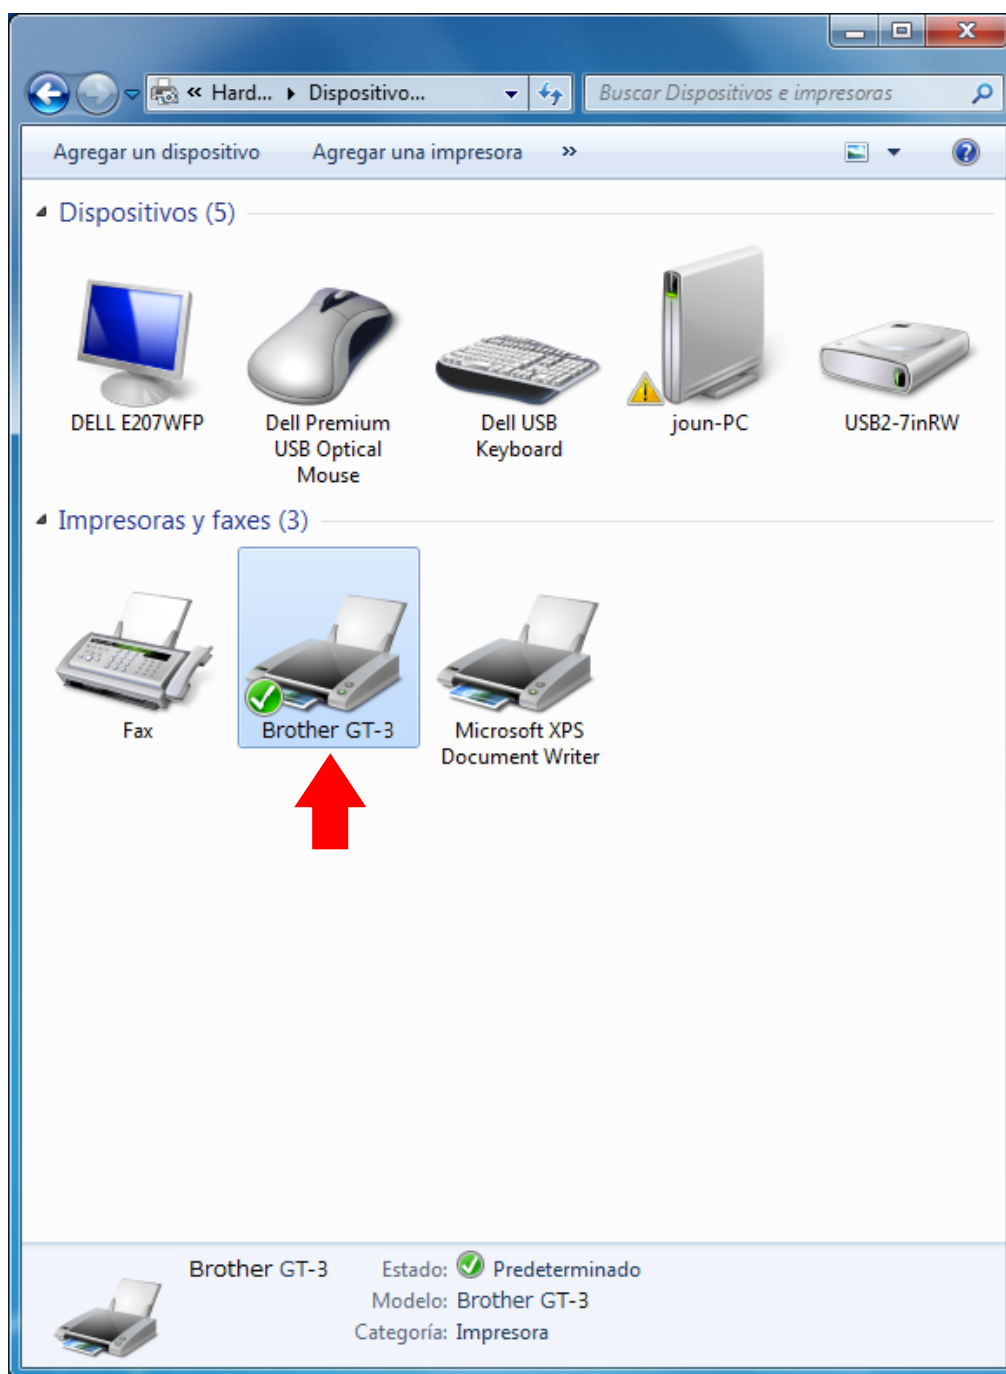 « Hard... ▸ Dispositivo...
Buscar Dispositivos e impresoras
Agregar un dispositivo Agregar una impresora »
Dispositivos (5)
DELL E207WFP
Dell Premium
USB Optical
Mouse
Dell USB
Keyboard
joun-PC
USB2-7inRW
Impresoras y faxes (3)
Fax
Brother GT-3
Microsoft XPS
Document Writer
Brother GT-3 Estado: Predeterminado
Modelo: Brother GT-3
Categoría: Impresora